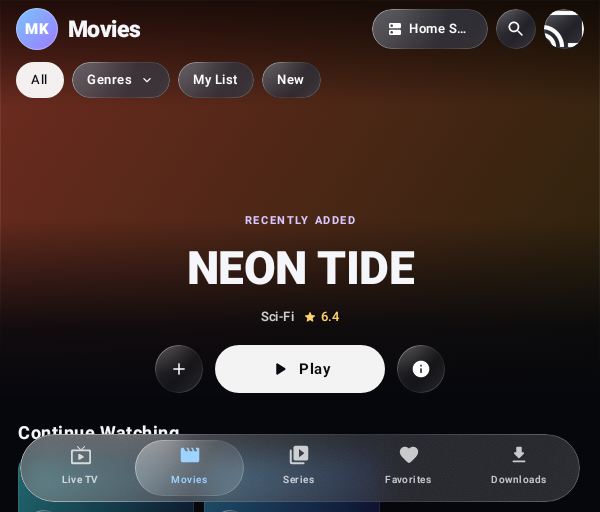 MK Movies Home S...
All Genres My List New
RECENTLY ADDED
NEON TIDE
Sci-Fi 6.4
Play
Continue Watching
Live TV Movies Series Favorites Downloads